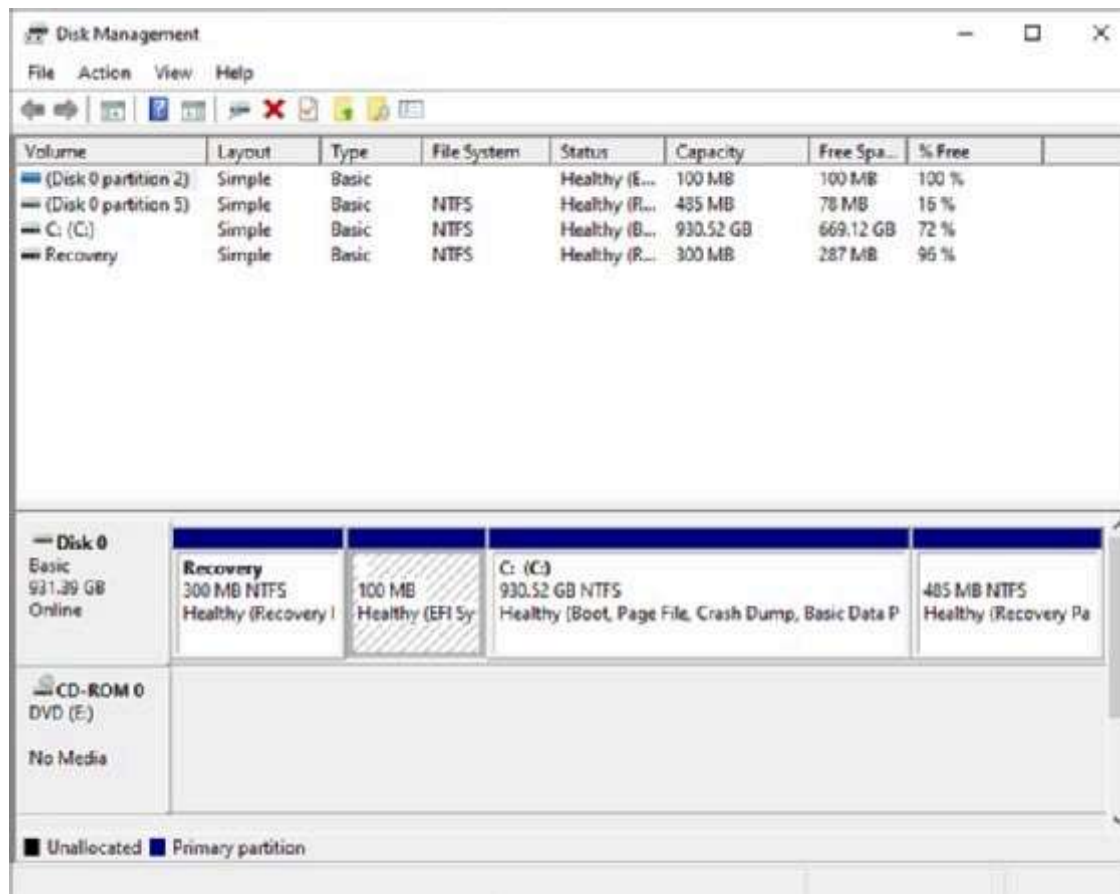 Disk Management
File Action View Help
Volume Layout Type File System Status Capacity Free Spa... % Free
(Disk 0 partition 2) Simple Basic Healthy (E... 100 MB 100 MB 100 %
(Disk 0 partition 5) Simple Basic NTFS Healthy (R... 485 MB 78 MB 16 %
C: (C:) Simple Basic NTFS Healthy (B... 930.52 GB 669.12 GB 72 %
Recovery Simple Basic NTFS Healthy (R... 300 MB 287 MB 96 %
Disk 0
Basic
931.39 GB
Online
Recovery
300 MB NTFS
Healthy (Recovery
100 MB
Healthy (EFI Sy
C: (C:)
930.52 GB NTFS
Healthy (Boot, Page File, Crash Dump, Basic Data P
485 MB NTFS
Healthy (Recovery Pa
CD-ROM 0
DVD (E:)
No Media
Unallocated Primary partition